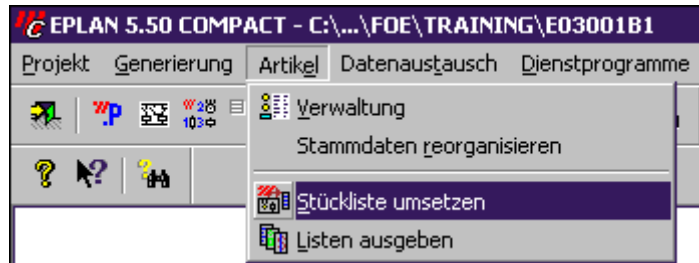 EPLAN 5.50 COMPACT - C:\...\FOE\TRAINING\E03001B1
Projekt Generierung Artikel Datenaustausch Dienstprogramme
Verwaltung
Stammdaten reorganisieren
Stückliste umsetzen
Listen ausgeben